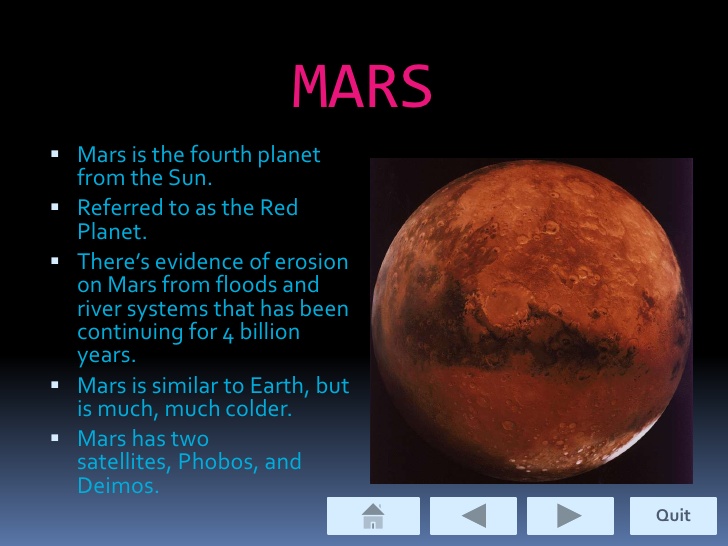 MARS
Mars is the fourth planet
from the Sun.
Referred to as the Red
Planet.
There's evidence of erosion
on Mars from floods and
river systems that has been
continuing for 4 billion
years.
Mars is similar to Earth, but
is much, much colder.
Mars has two
satellites, Phobos, and
Deimos.
Quit